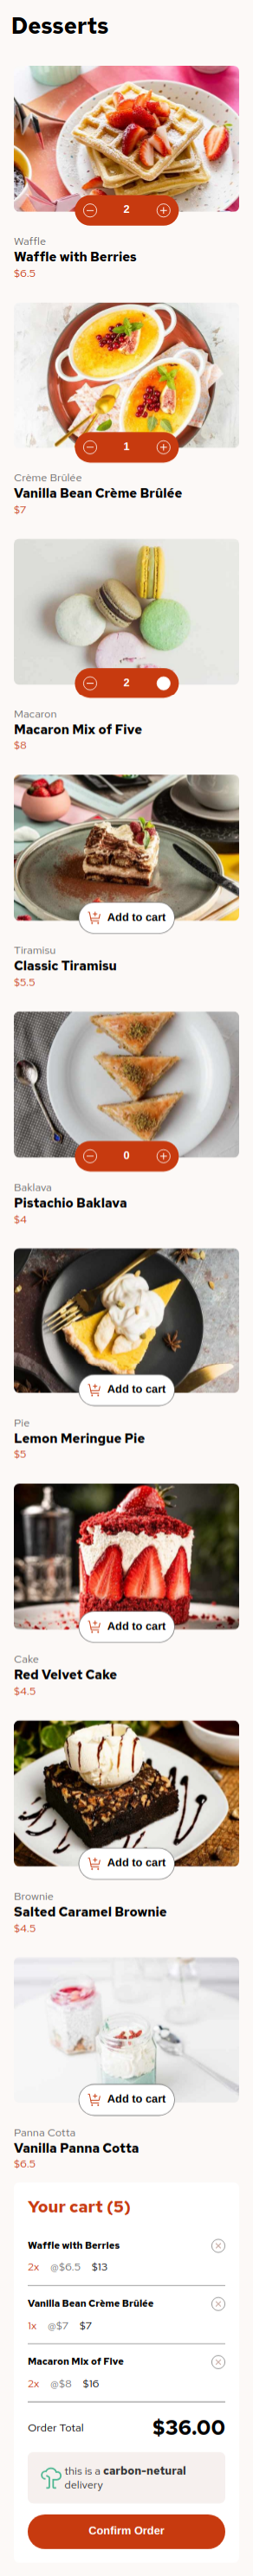 Desserts
2
Waffle
Waffle with Berries
$6.5
1
Crème Brûlée
Vanilla Bean Crème Brûlée
$7
2
Macaron
Macaron Mix of Five
$8
Add to cart
Tiramisu
Classic Tiramisu
$5.5
0
Baklava
Pistachio Baklava
$4
Add to cart
Pie
Lemon Meringue Pie
$5
Add to cart
Cake
Red Velvet Cake
$4.5
Add to cart
Brownie
Salted Caramel Brownie
$4.5
Add to cart
Panna Cotta
Vanilla Panna Cotta
$6.5
Your cart (5)
Waffle with Berries
2x @$6.5 $13
Vanilla Bean Crème Brûlée
1x @$7 $7
Macaron Mix of Five
2x @$8 $16
Order Total $36.00
this is a carbon-netural
delivery
Confirm Order